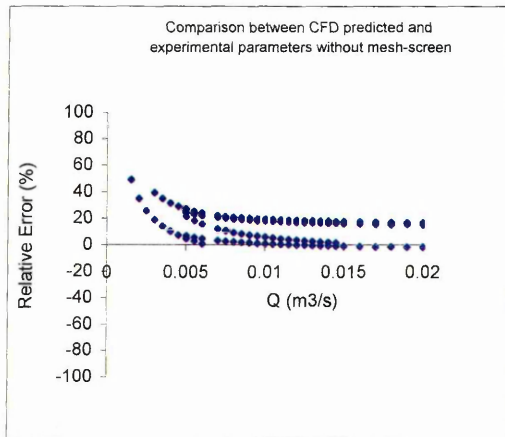 Comparison between CFD predicted and
experimental parameters without mesh-screen
100
80
60
40
20
0
-20
-40
-60
-80
-100
Relative Error (%)
0 0.005 0.01 0.015 0.02
Q (m3/s)